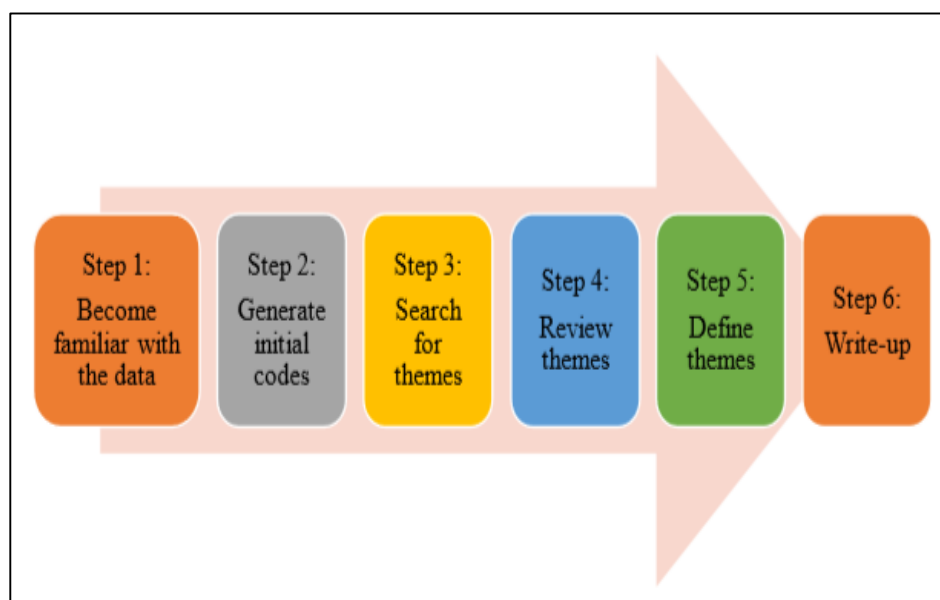 Step 1:
Become
familiar with
the data
Step 2:
Generate
initial
codes
Step 3:
Search
for
themes
Step 4:
Review
themes
Step 5:
Define
themes
Step 6:
Write-up